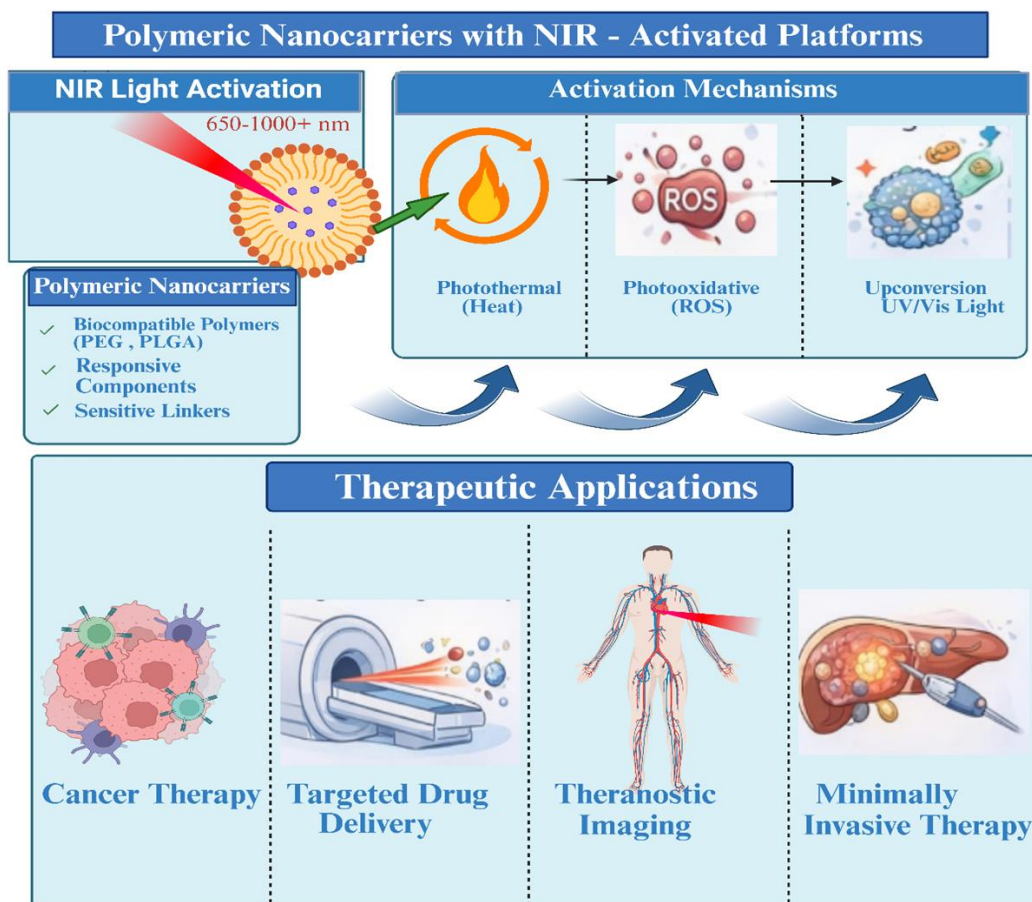 Polymeric Nanocarriers with NIR - Activated Platforms
NIR Light Activation
650-1000+ nm
Activation Mechanisms
ROS
Photothermal
(Heat)
Photooxidative
(ROS)
Upconversion
UV/Vis Light
Polymeric Nanocarriers
Biocompatible Polymers
(PEG , PLGA)
Responsive
Components
Sensitive Linkers
Therapeutic Applications
Cancer Therapy
Targeted Drug
Delivery
Theranostic
Imaging
Minimally
Invasive Therapy